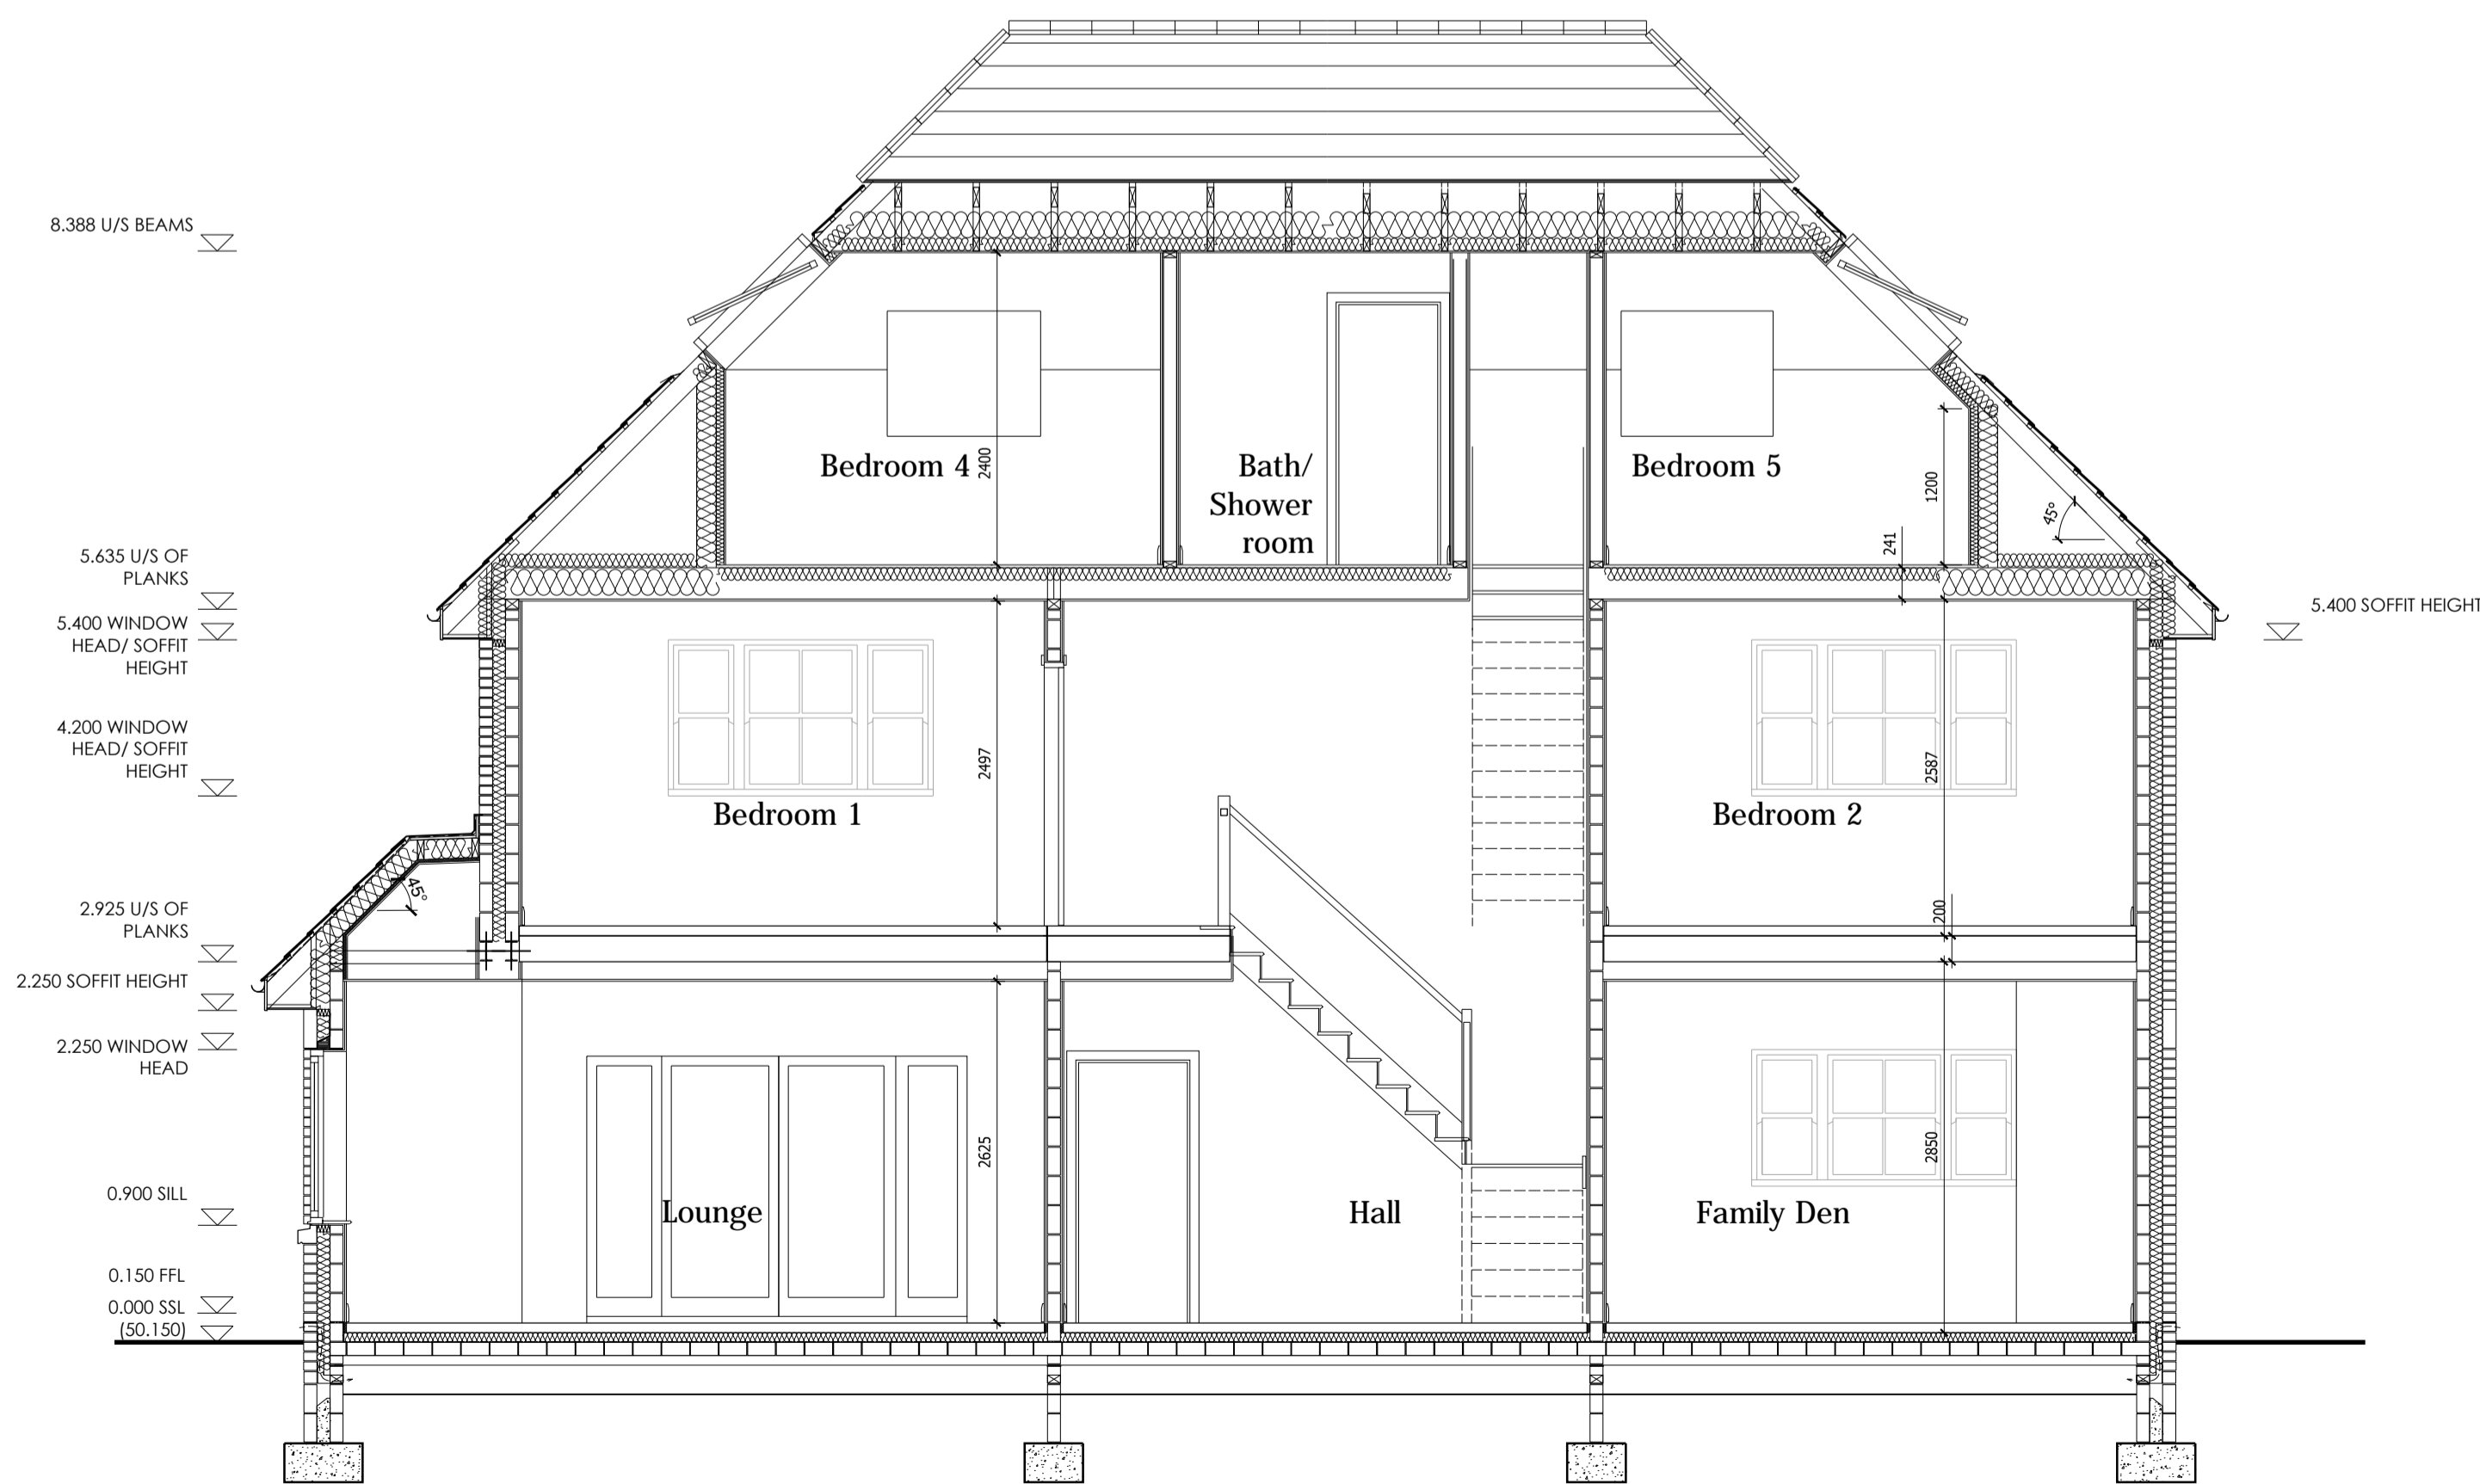 8.388 U/S BEAMS
5.635 U/S OF
PLANKS
5.400 WINDOW
HEAD/ SOFFIT
HEIGHT
4.200 WINDOW
HEAD/ SOFFIT
HEIGHT
2.925 U/S OF
PLANKS
2.250 SOFFIT HEIGHT
2.250 WINDOW
HEAD
0.900 SILL
0.150 FFL
0.000 SSL
(50.150)
Bedroom 4
2400
Bath/
Shower
room
Bedroom 5
1200
241
45°
5.400 SOFFIT HEIGHT
Bedroom 1
2497
Bedroom 2
2587
45°
200
Lounge
2625
Hall
Family Den
2850